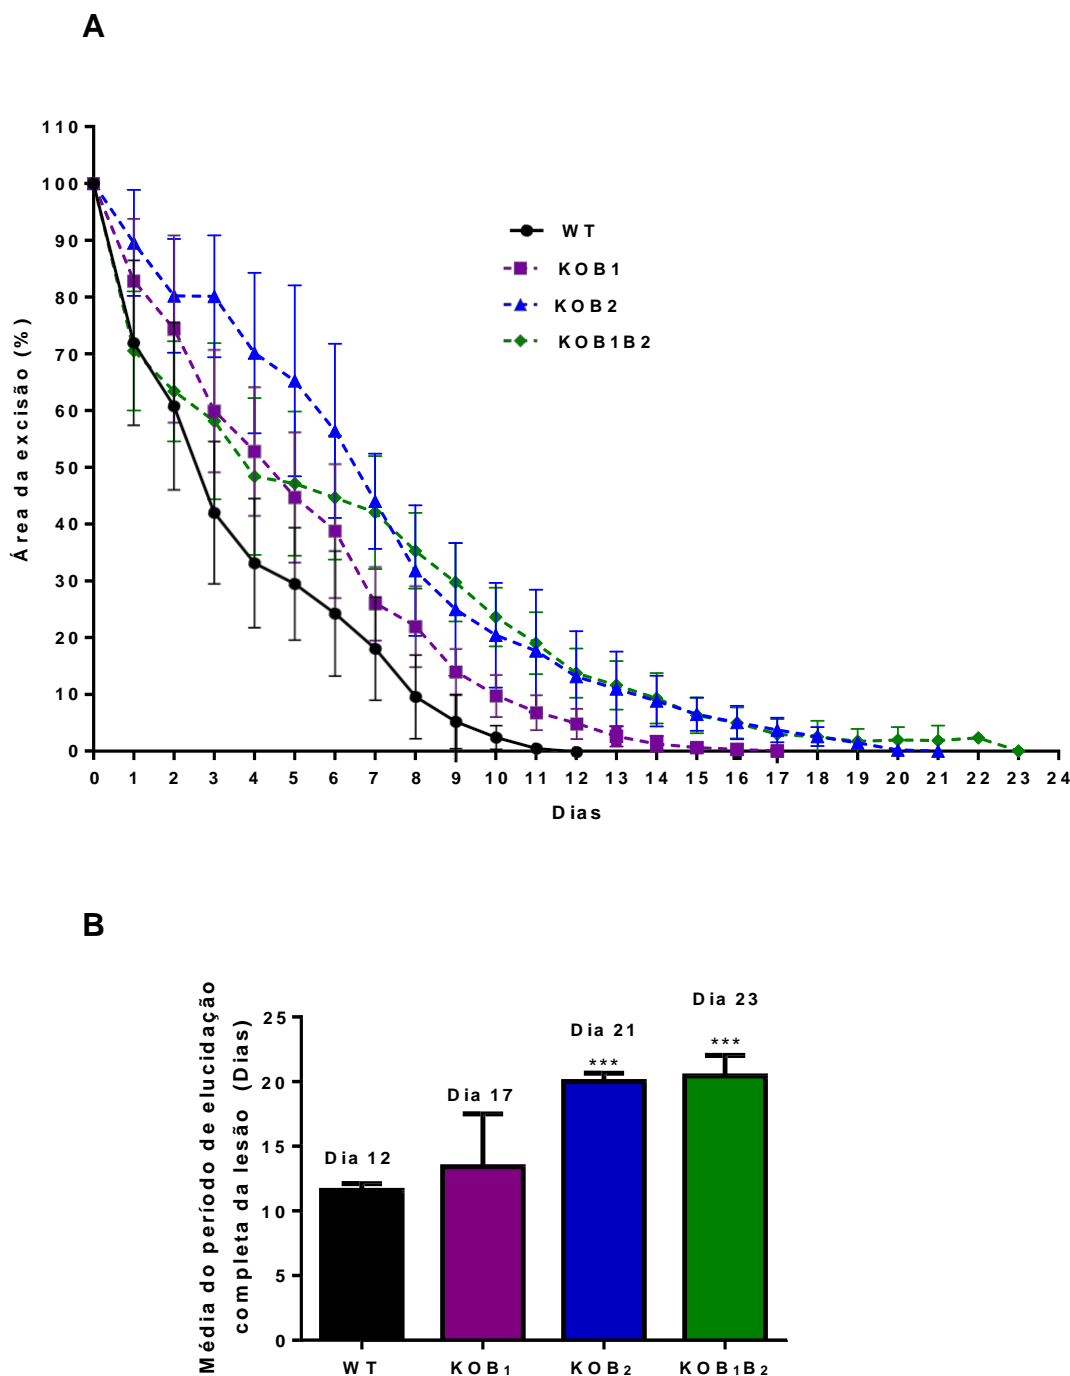 A
110
100
90
80
70
60
50
40
30
20
10
0
Área da excisão (%)
WT
KOB1
KOB2
KOB1B2
0 1 2 3 4 5 6 7 8 9 10 11 12 13 14 15 16 17 18 19 20 21 22 23 24
Dias
B
Média do período de elucidação
completa da lesão (Dias)
25
20
15
10
5
0
Dia 12
Dia 17
Dia 21
***
Dia 23
***
WT KOB₁ KOB₂ KOB₁B₂